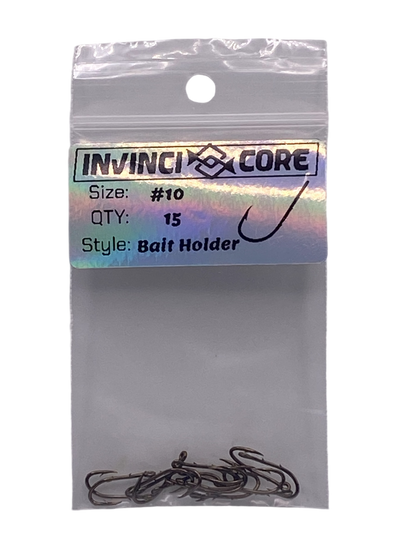 INVINCI CORE
Size: #10
QTY: 15
Style: Bait Holder